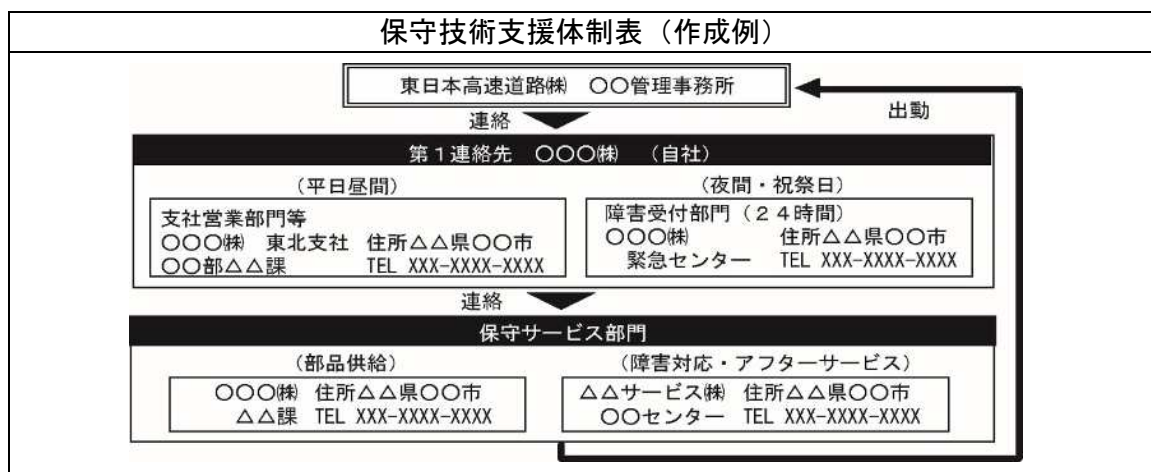 保守技術支援体制表（作成例）
東日本高速道路㈱　〇〇管理事務所
連絡
出動
第１連絡先　〇〇〇㈱　（自社）
（平日昼間）
支社営業部門等
〇〇〇㈱　東北支社　住所△△県〇〇市
〇〇部△△課　TEL XXX-XXXX-XXXX
（夜間・祝祭日）
障害受付部門（２４時間）
〇〇〇㈱　住所△△県〇〇市
緊急センター　TEL XXX-XXXX-XXXX
連絡
保守サービス部門
（部品供給）
〇〇〇㈱　住所△△県〇〇市
△△課　TEL XXX-XXXX-XXXX
（障害対応・アフターサービス）
△△サービス㈱　住所△△県〇〇市
〇〇センター　TEL XXX-XXXX-XXXX